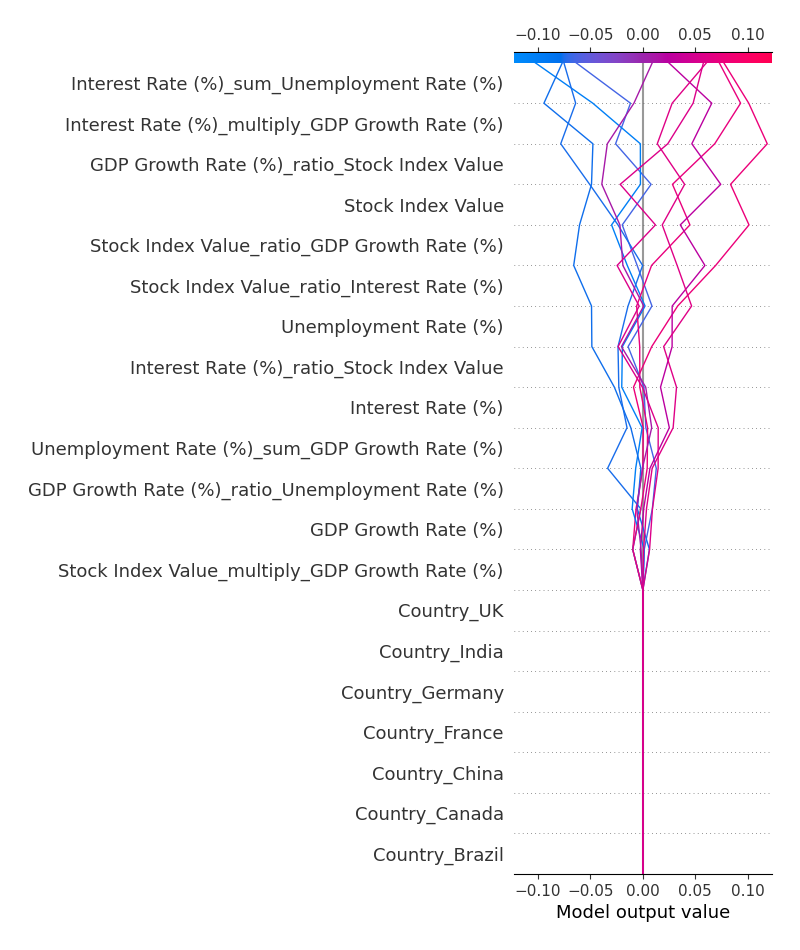 −0.10 −0.05 0.00 0.05 0.10
Interest Rate (%)_sum_Unemployment Rate (%)
Interest Rate (%)_multiply_GDP Growth Rate (%)
GDP Growth Rate (%)_ratio_Stock Index Value
Stock Index Value
Stock Index Value_ratio_GDP Growth Rate (%)
Stock Index Value_ratio_Interest Rate (%)
Unemployment Rate (%)
Interest Rate (%)_ratio_Stock Index Value
Interest Rate (%)
Unemployment Rate (%)_sum_GDP Growth Rate (%)
GDP Growth Rate (%)_ratio_Unemployment Rate (%)
GDP Growth Rate (%)
Stock Index Value_multiply_GDP Growth Rate (%)
Country_UK
Country_India
Country_Germany
Country_France
Country_China
Country_Canada
Country_Brazil
−0.10 −0.05 0.00 0.05 0.10
Model output value